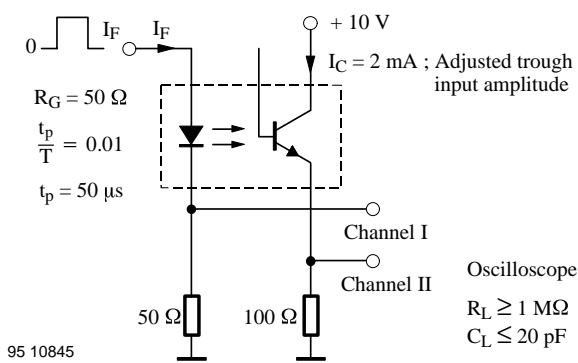 0
I_F
I_F
+ 10 V
I_C = 2 mA ; Adjusted trough
input amplitude
R_G = 50 Ω
t_p
T
= 0.01
t_p = 50 μs
Channel I
Channel II
50 Ω
100 Ω
Oscilloscope
R_L ≥ 1 MΩ
C_L ≤ 20 pF
95 10845